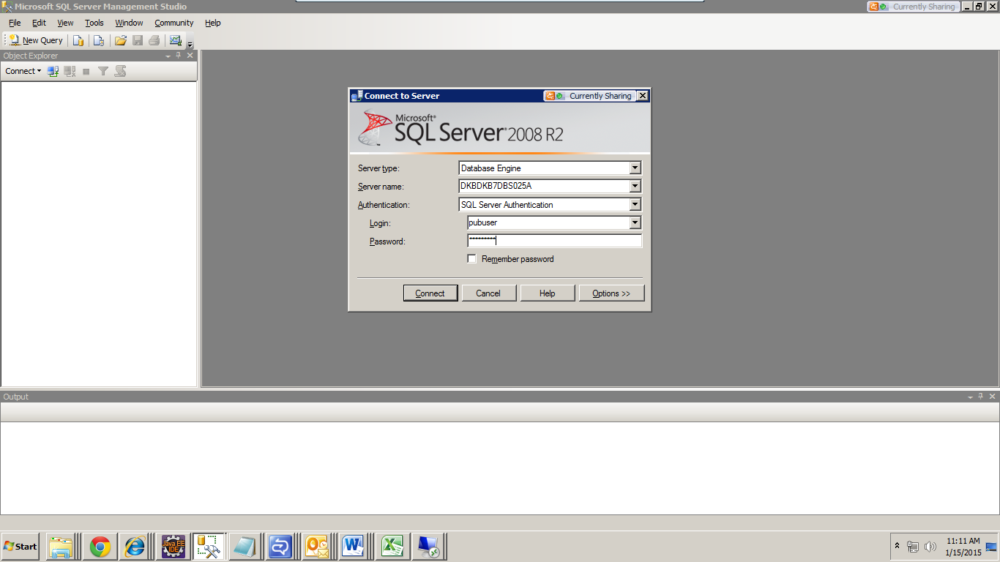 Microsoft SQL Server Management Studio
Currently Sharing
File Edit View Tools Window Community Help
New Query
Object Explorer
Connect
Connect to Server
Currently Sharing
Microsoft®
SQL Server® 2008 R2
Server type:
Database Engine
Server name:
DKBDKB7DBS025A
Authentication:
SQL Server Authentication
Login:
pubuser
Password:
*********
Remember password
Connect
Cancel
Help
Options >>
Output
Start
Java EE
IDE
11:11 AM
1/15/2015